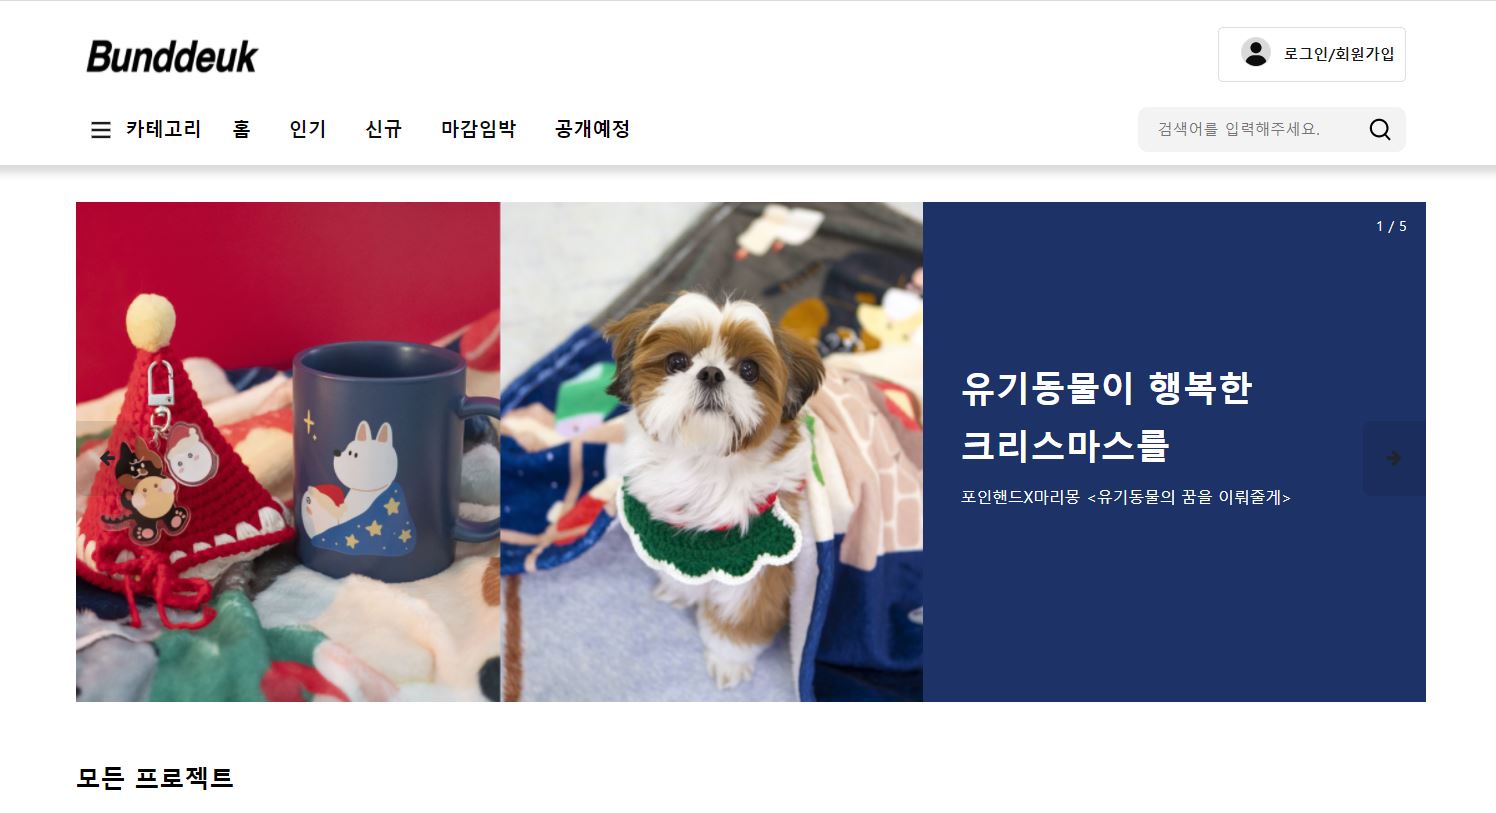 Bunddeuk
로그인/회원가입
카테고리 홈 인기 신규 마감임박 공개예정
검색어를 입력해주세요.
1 / 5
유기동물이 행복한
크리스마스를
포인핸드X마리몽 <유기동물의 꿈을 이뤄줄게>
모든 프로젝트